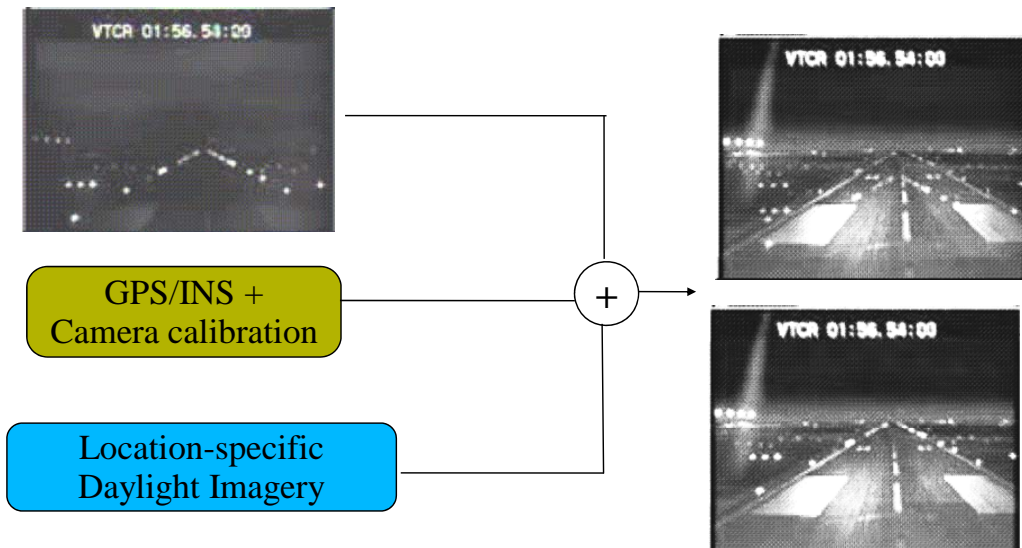 VTCR 01:56.54:00
GPS/INS +
Camera calibration
Location-specific
Daylight Imagery
+
VTCR 01:56.54:00
VTCR 01:56.54:00